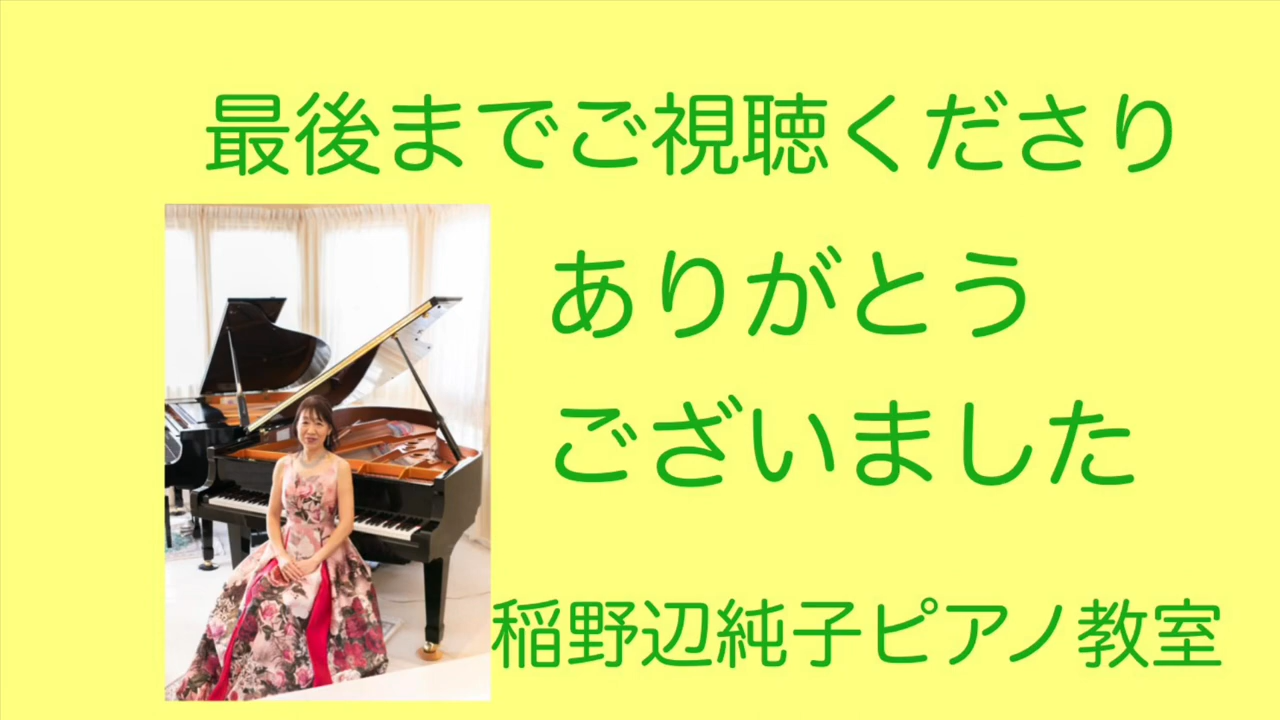 最後までご視聴くださり
ありがとう
ございました
稲野辺純子ピアノ教室